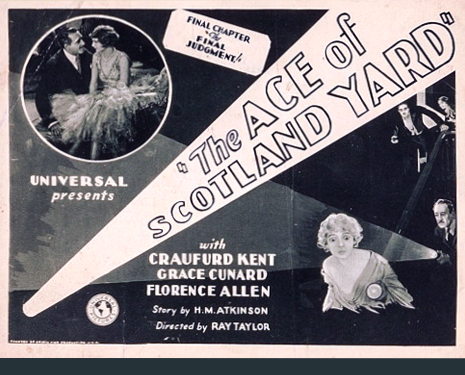 FINAL CHAPTER
"The
FINAL
JUDGMENT"
"The ACE of
SCOTLAND YARD"
UNIVERSAL
presents
with
CRAUFURD KENT
GRACE CUNARD
FLORENCE ALLEN
Story by H.M. ATKINSON
Directed by RAY TAYLOR